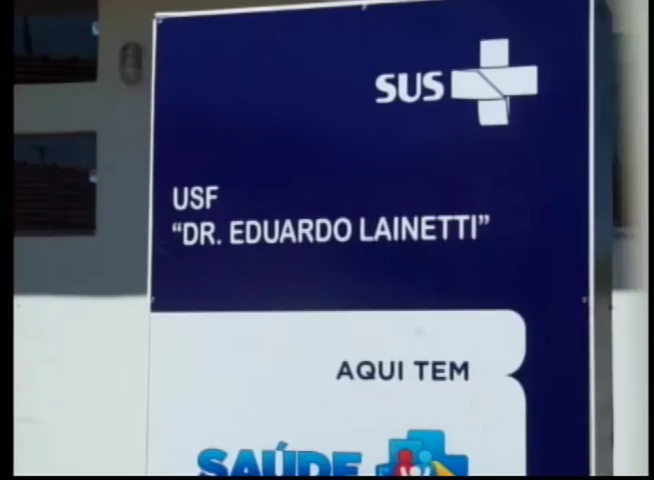 SUS
USF
“DR. EDUARDO LAINETTI”
AQUI TEM
SAÚDE